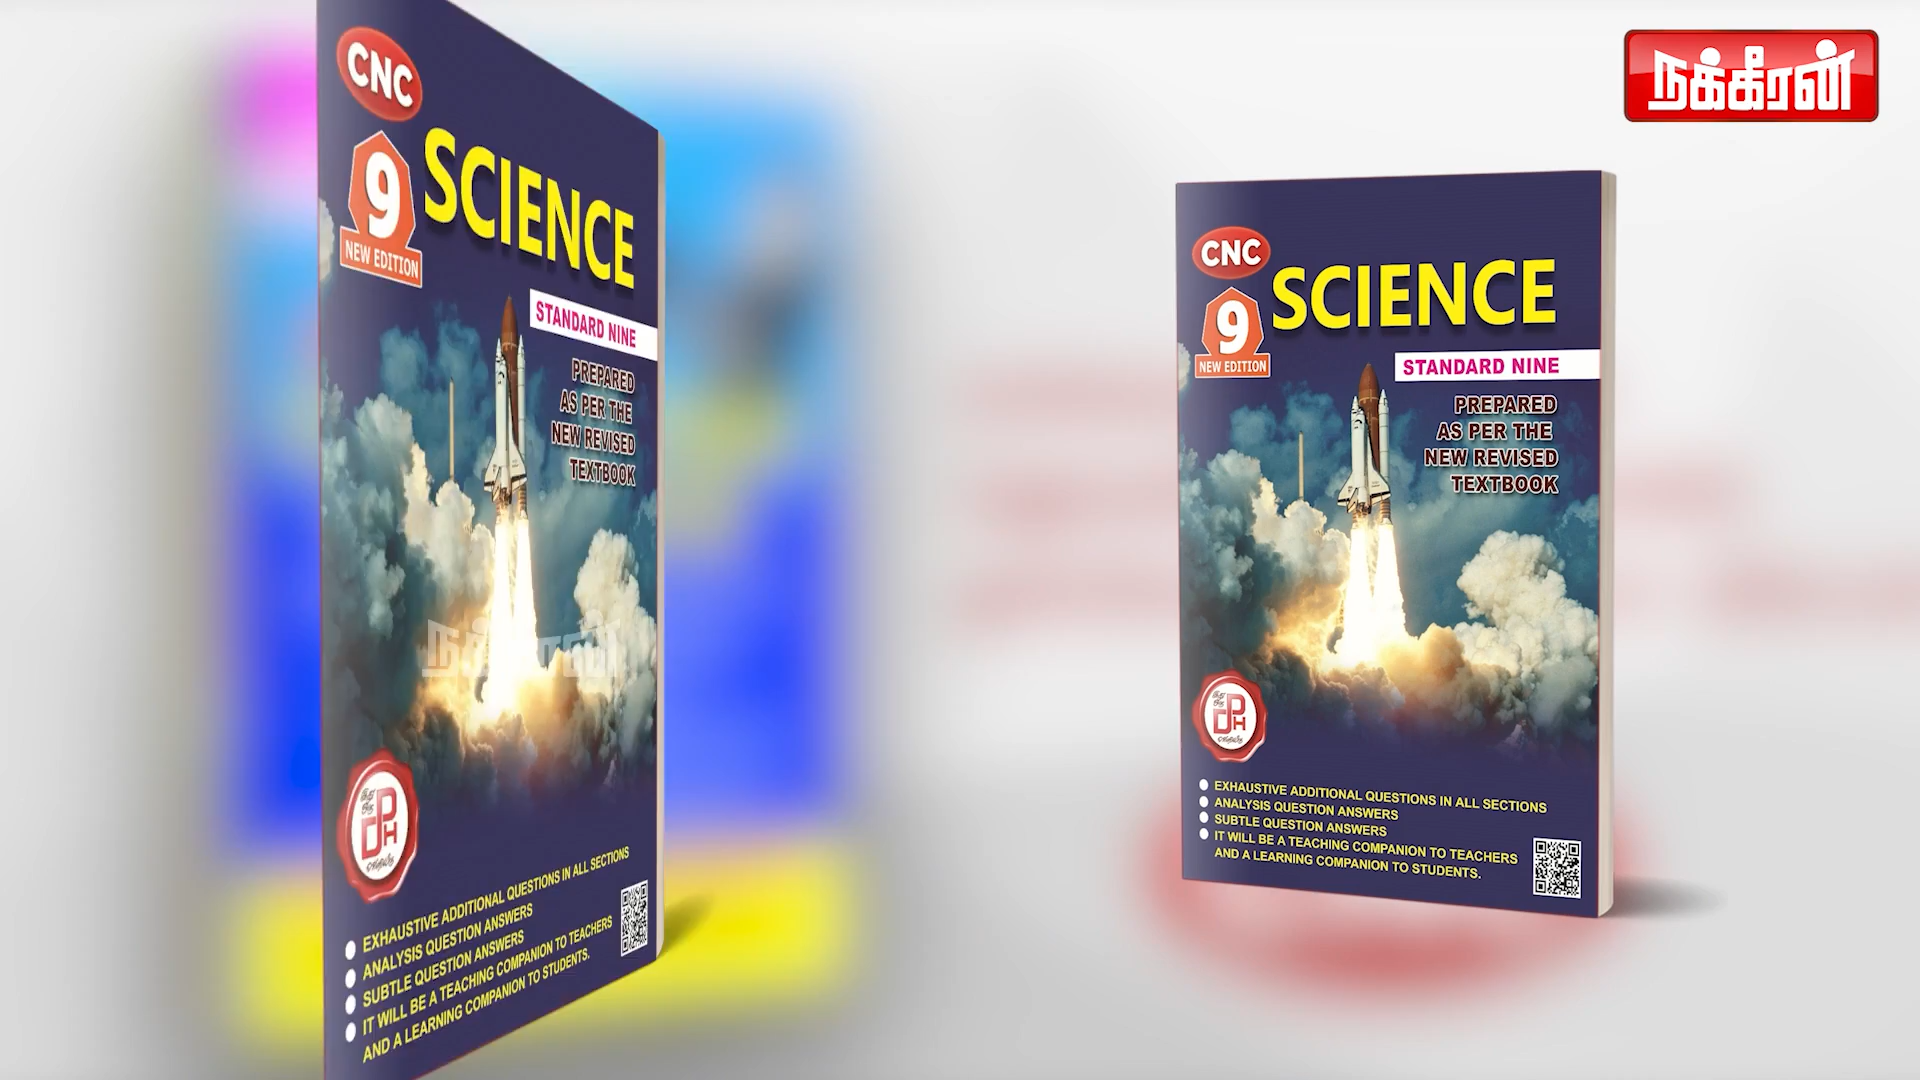 CNC
9
NEW EDITION
SCIENCE
STANDARD NINE
PREPARED
AS PER THE
NEW REVISED
TEXTBOOK
நக்கீரன்
DPH
EXHAUSTIVE ADDITIONAL QUESTIONS IN ALL SECTIONS
ANALYSIS QUESTION ANSWERS
SUBTLE QUESTION ANSWERS
IT WILL BE A TEACHING COMPANION TO TEACHERS
AND A LEARNING COMPANION TO STUDENTS.
நக்கீரன்
CNC
9
NEW EDITION
SCIENCE
STANDARD NINE
PREPARED
AS PER THE
NEW REVISED
TEXTBOOK
DPH
EXHAUSTIVE ADDITIONAL QUESTIONS IN ALL SECTIONS
ANALYSIS QUESTION ANSWERS
SUBTLE QUESTION ANSWERS
IT WILL BE A TEACHING COMPANION TO TEACHERS
AND A LEARNING COMPANION TO STUDENTS.